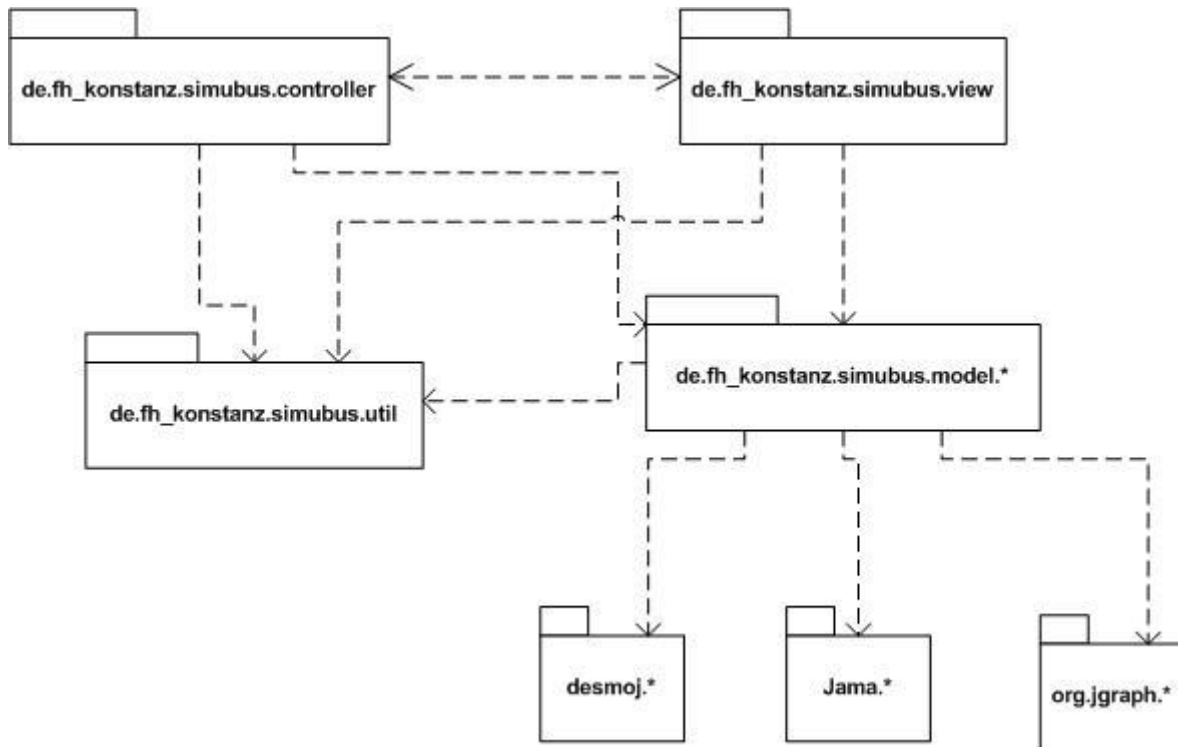 de.fh_konstanz.simubus.controller
de.fh_konstanz.simubus.view
de.fh_konstanz.simubus.model.*
de.fh_konstanz.simubus.util
desmoj.*
Jama.*
org.jgraph.*